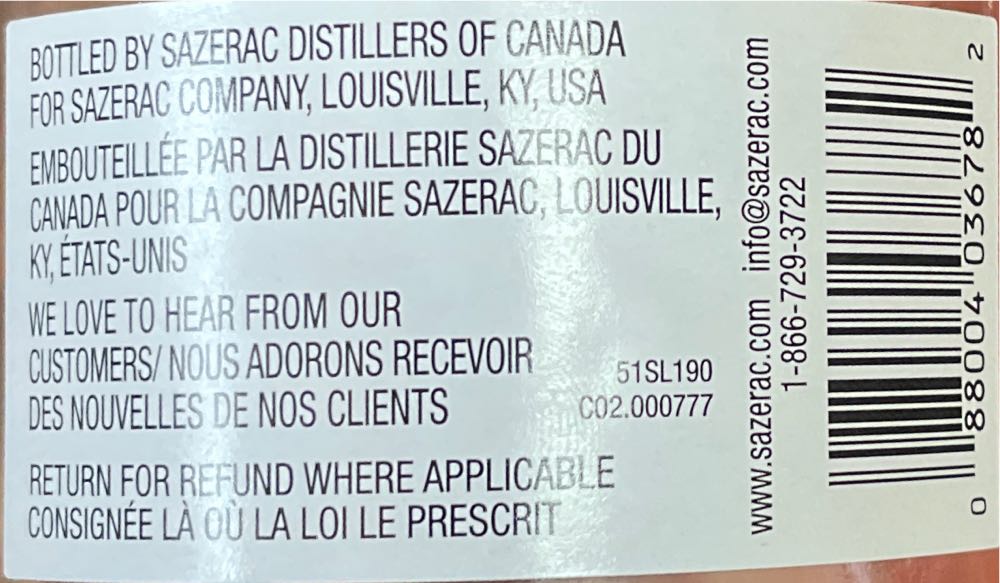 BOTTLED BY SAZERAC DISTILLERS OF CANADA
FOR SAZERAC COMPANY, LOUISVILLE, KY, USA
EMBOUTEILLÉE PAR LA DISTILLERIE SAZERAC DU
CANADA POUR LA COMPAGNIE SAZERAC, LOUISVILLE,
KY, ÉTATS-UNIS
WE LOVE TO HEAR FROM OUR
CUSTOMERS/ NOUS ADORONS RECEVOIR
DES NOUVELLES DE NOS CLIENTS
51SL190
C02.000777
RETURN FOR REFUND WHERE APPLICABLE
CONSIGNÉE LÀ OÙ LA LOI LE PRESCRIT
www.sazerac.com info@sazerac.com
1-866-729-3722
0 88004 03678 2